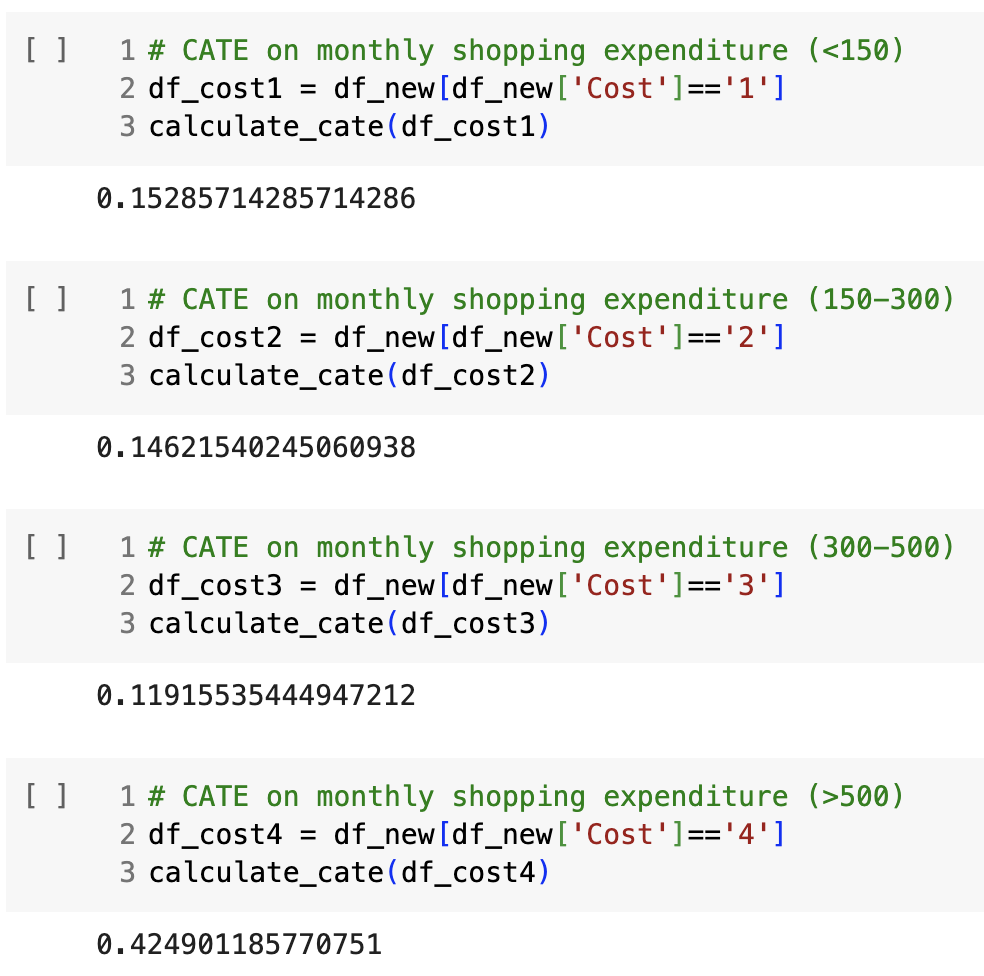 [ ] 1 # CATE on monthly shopping expenditure (<150)
2 df_cost1 = df_new[df_new['Cost']=='1']
3 calculate_cate(df_cost1)
0.15285714285714286
[ ] 1 # CATE on monthly shopping expenditure (150–300)
2 df_cost2 = df_new[df_new['Cost']=='2']
3 calculate_cate(df_cost2)
0.14621540245060938
[ ] 1 # CATE on monthly shopping expenditure (300–500)
2 df_cost3 = df_new[df_new['Cost']=='3']
3 calculate_cate(df_cost3)
0.11915535444947212
[ ] 1 # CATE on monthly shopping expenditure (>500)
2 df_cost4 = df_new[df_new['Cost']=='4']
3 calculate_cate(df_cost4)
0.424901185770751